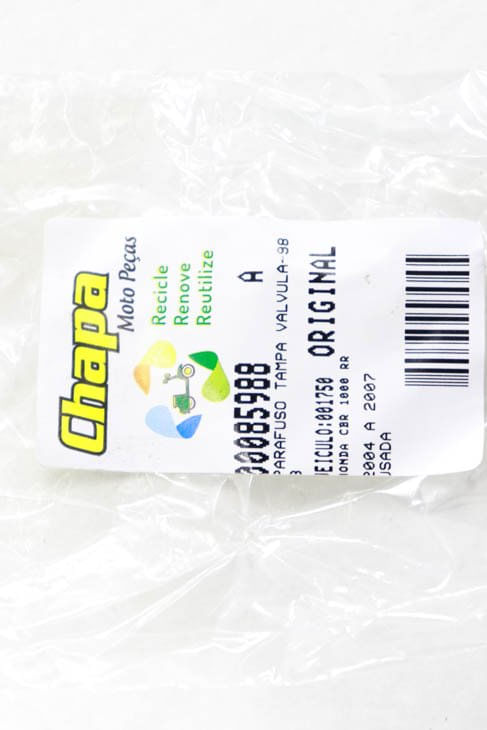 Chapa
Moto Peças
Recicle
Renove
Reutilize
00085988 A
PARAFUSO TAMPA VALVULA-98
VEICULO:001750 ORIGINAL
HONDA CBR 1000 RR
2004 A 2007
USADA